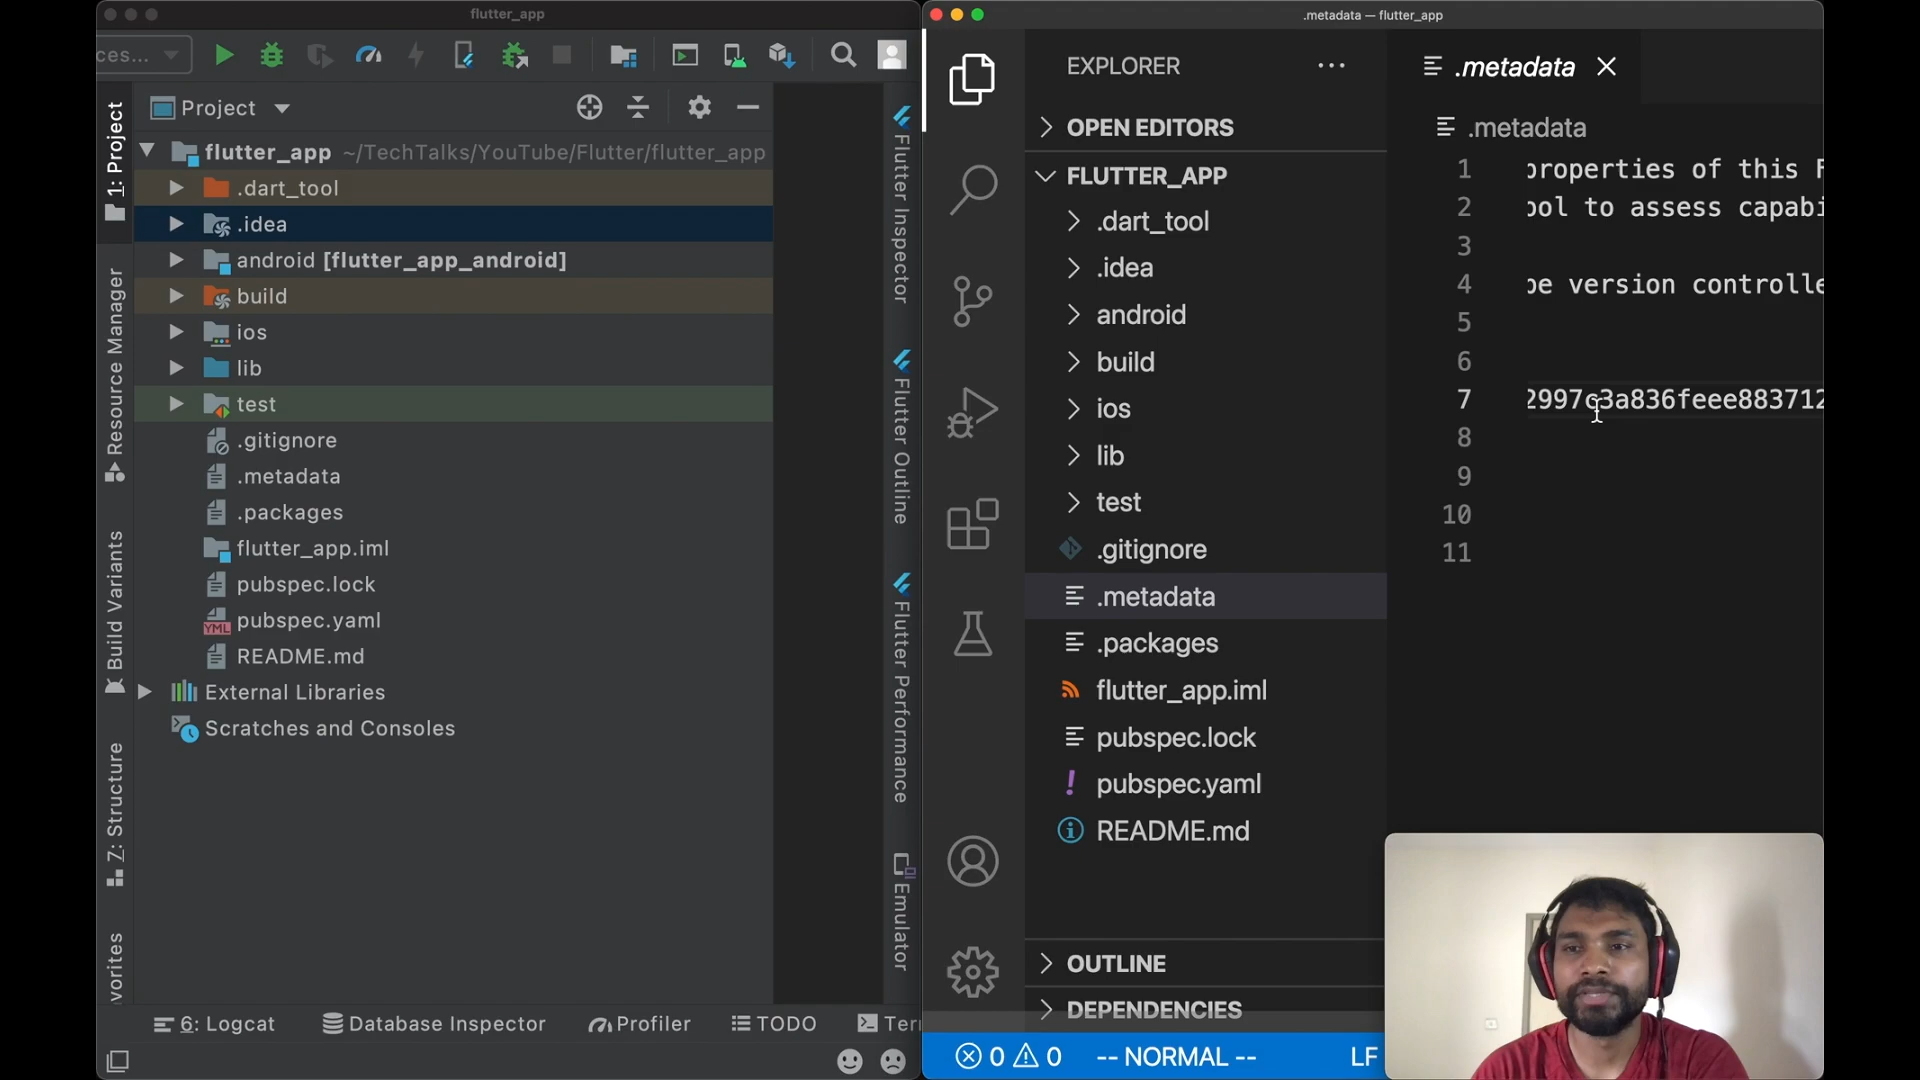 flutter_app
ces...
Project
flutter_app ~/TechTalks/YouTube/Flutter/flutter_app
.dart_tool
.idea
android [flutter_app_android]
build
ios
lib
test
.gitignore
.metadata
.packages
flutter_app.iml
pubspec.lock
YML pubspec.yaml
README.md
External Libraries
Scratches and Consoles
1: Project
Resource Manager
Build Variants
7: Structure
vorites
Flutter Inspector
Flutter Outline
Flutter Performance
Emulator
6: Logcat
Database Inspector
Profiler
TODO
Ter
.metadata — flutter_app
EXPLORER
OPEN EDITORS
FLUTTER_APP
.dart_tool
.idea
android
build
ios
lib
test
.gitignore
.metadata
.packages
flutter_app.iml
pubspec.lock
! pubspec.yaml
README.md
OUTLINE
DEPENDENCIES
.metadata
.metadata
1 properties of this F
2 ool to assess capabi
3
4 be version controlle
5
6
7 2997c3a836feee883712
8
9
10
11
0 0 -- NORMAL -- LF